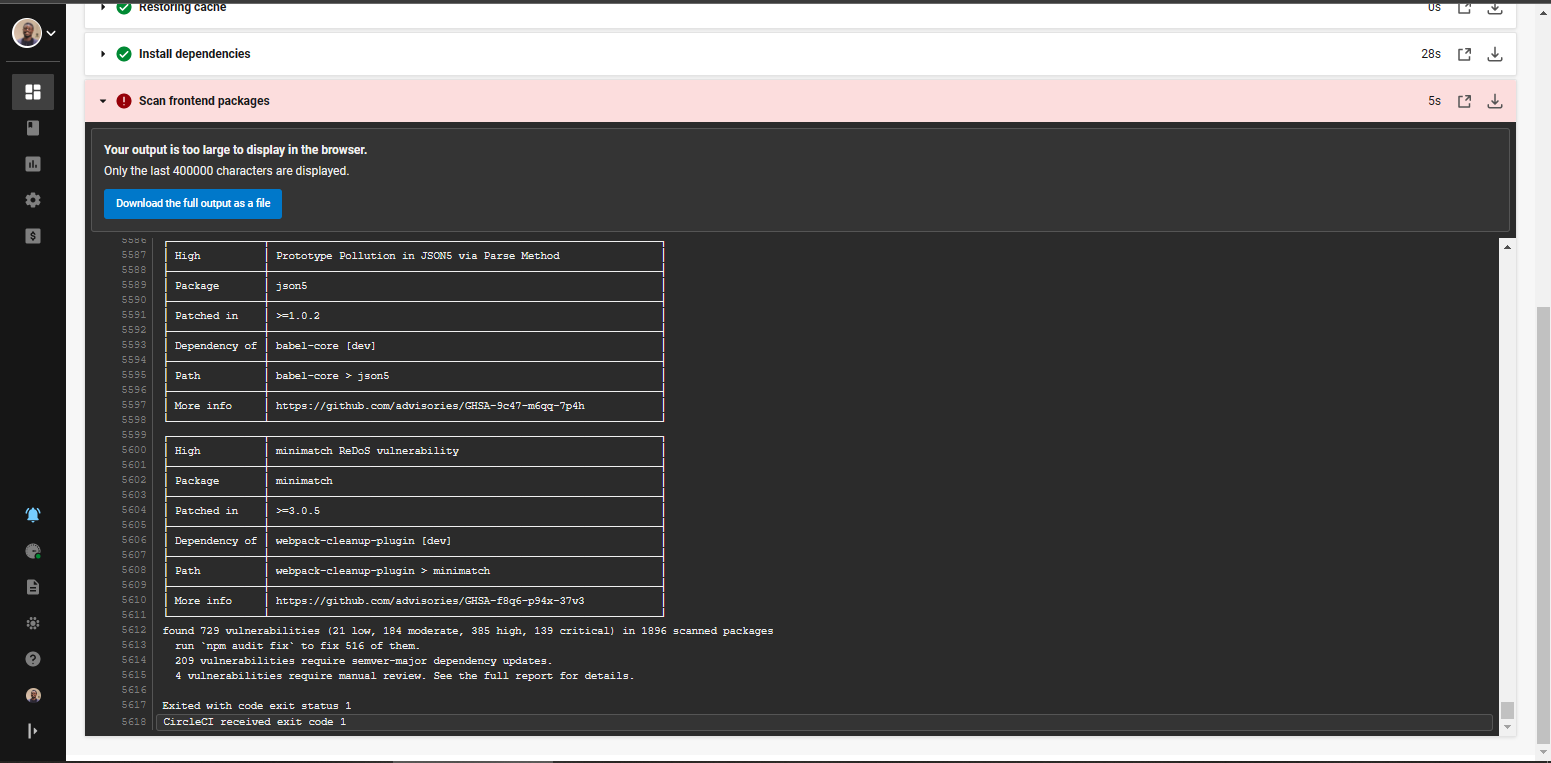 Restoring cache 0s
Install dependencies 28s
Scan frontend packages 5s
Your output is too large to display in the browser.
Only the last 400000 characters are displayed.
Download the full output as a file
5586
5587 High Prototype Pollution in JSON5 via Parse Method
5588
5589 Package json5
5590
5591 Patched in >=1.0.2
5592
5593 Dependency of babel-core [dev]
5594
5595 Path babel-core > json5
5596
5597 More info https://github.com/advisories/GHSA-9c47-m6qq-7p4h
5598
5599
5600 High minimatch ReDoS vulnerability
5601
5602 Package minimatch
5603
5604 Patched in >=3.0.5
5605
5606 Dependency of webpack-cleanup-plugin [dev]
5607
5608 Path webpack-cleanup-plugin > minimatch
5609
5610 More info https://github.com/advisories/GHSA-f8q6-p94x-37v3
5611
5612 found 729 vulnerabilities (21 low, 184 moderate, 385 high, 139 critical) in 1896 scanned packages
5613 run `npm audit fix` to fix 516 of them.
5614 209 vulnerabilities require semver-major dependency updates.
5615 4 vulnerabilities require manual review. See the full report for details.
5616
5617 Exited with code exit status 1
5618 CircleCI received exit code 1